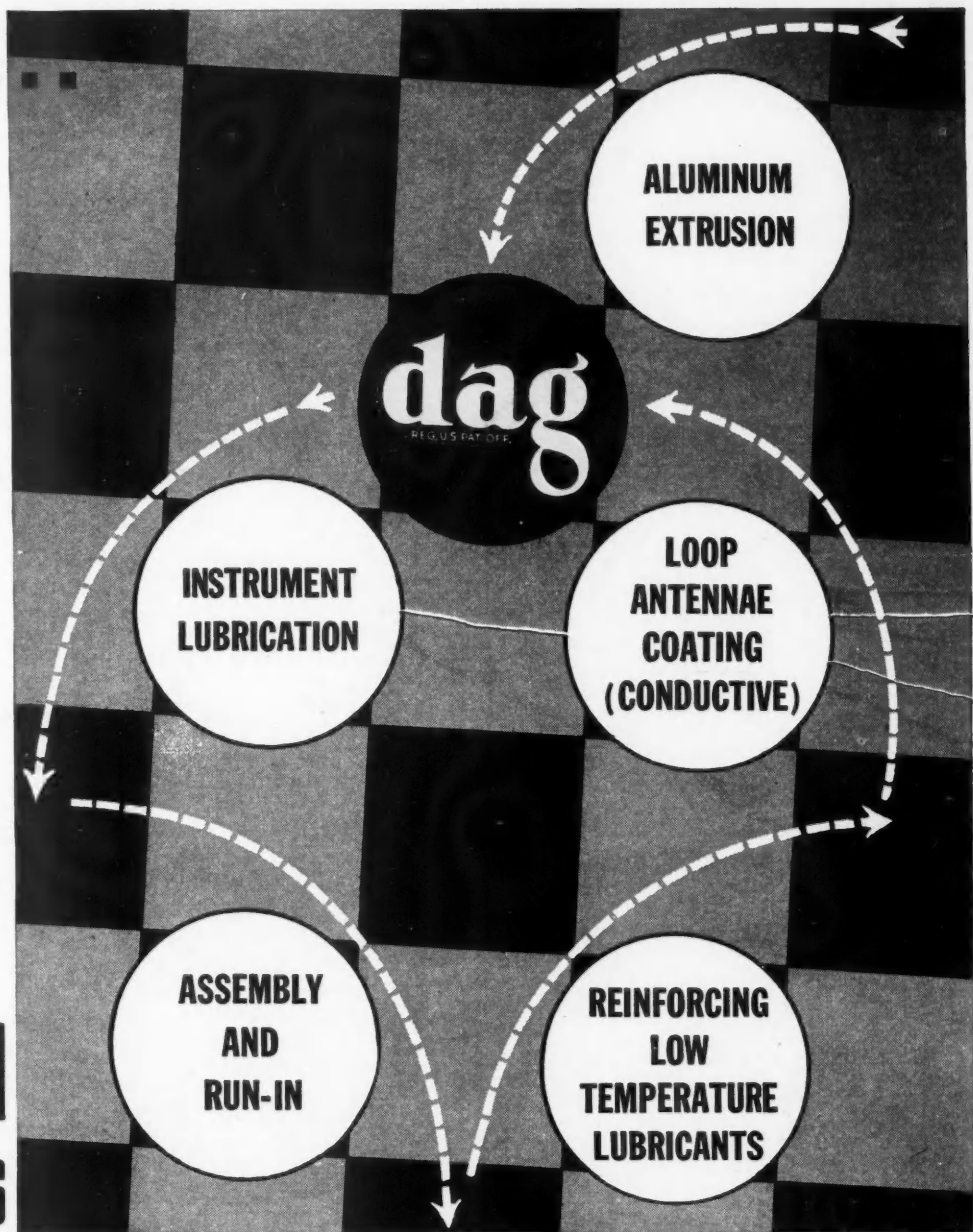 ALUMINUM
EXTRUSION
dag
REG. U.S. PAT. OFF.
INSTRUMENT
LUBRICATION
LOOP
ANTENNAE
COATING
(CONDUCTIVE)
ASSEMBLY
AND
RUN-IN
REINFORCING
LOW
TEMPERATURE
LUBRICANTS